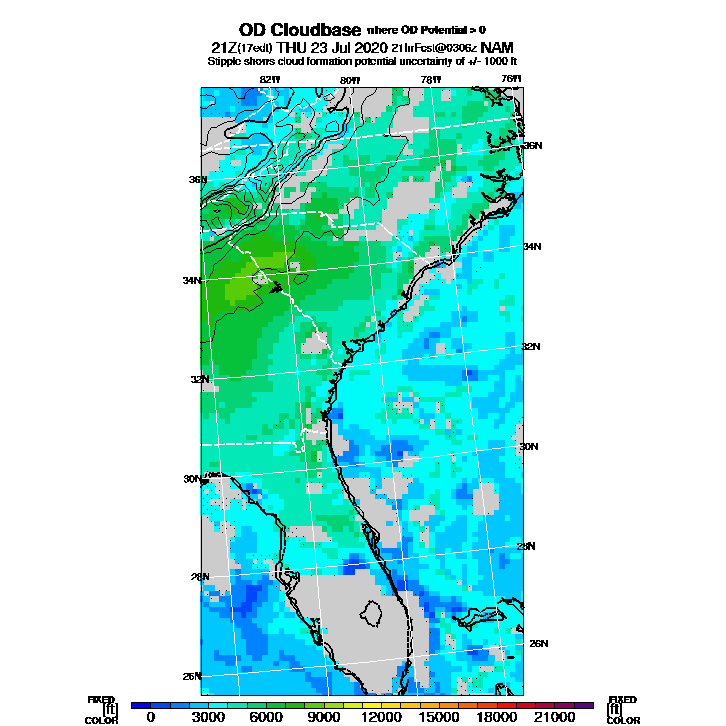 OD Cloudbase where OD Potential > 0
21Z(17edt) THU 23 Jul 2020 21hrFcst@0306z NAM
Stipple shows cloud formation potential uncertainty of +/- 1000 ft
82W 80W 78W 76W
36N
36N
34N
34N
32N
32N
30N
30N
28N
28N
26N
26N
FIXED FIXED
[ft] [ft]
COLOR COLOR
0 3000 6000 9000 12000 15000 18000 21000